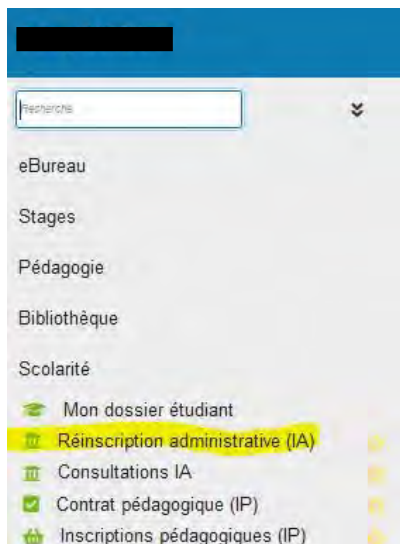 Recherche
eBureau
Stages
Pédagogie
Bibliothèque
Scolarité
Mon dossier étudiant
Réinscription administrative (IA)
Consultations IA
Contrat pédagogique (IP)
Inscriptions pédagogiques (IP)